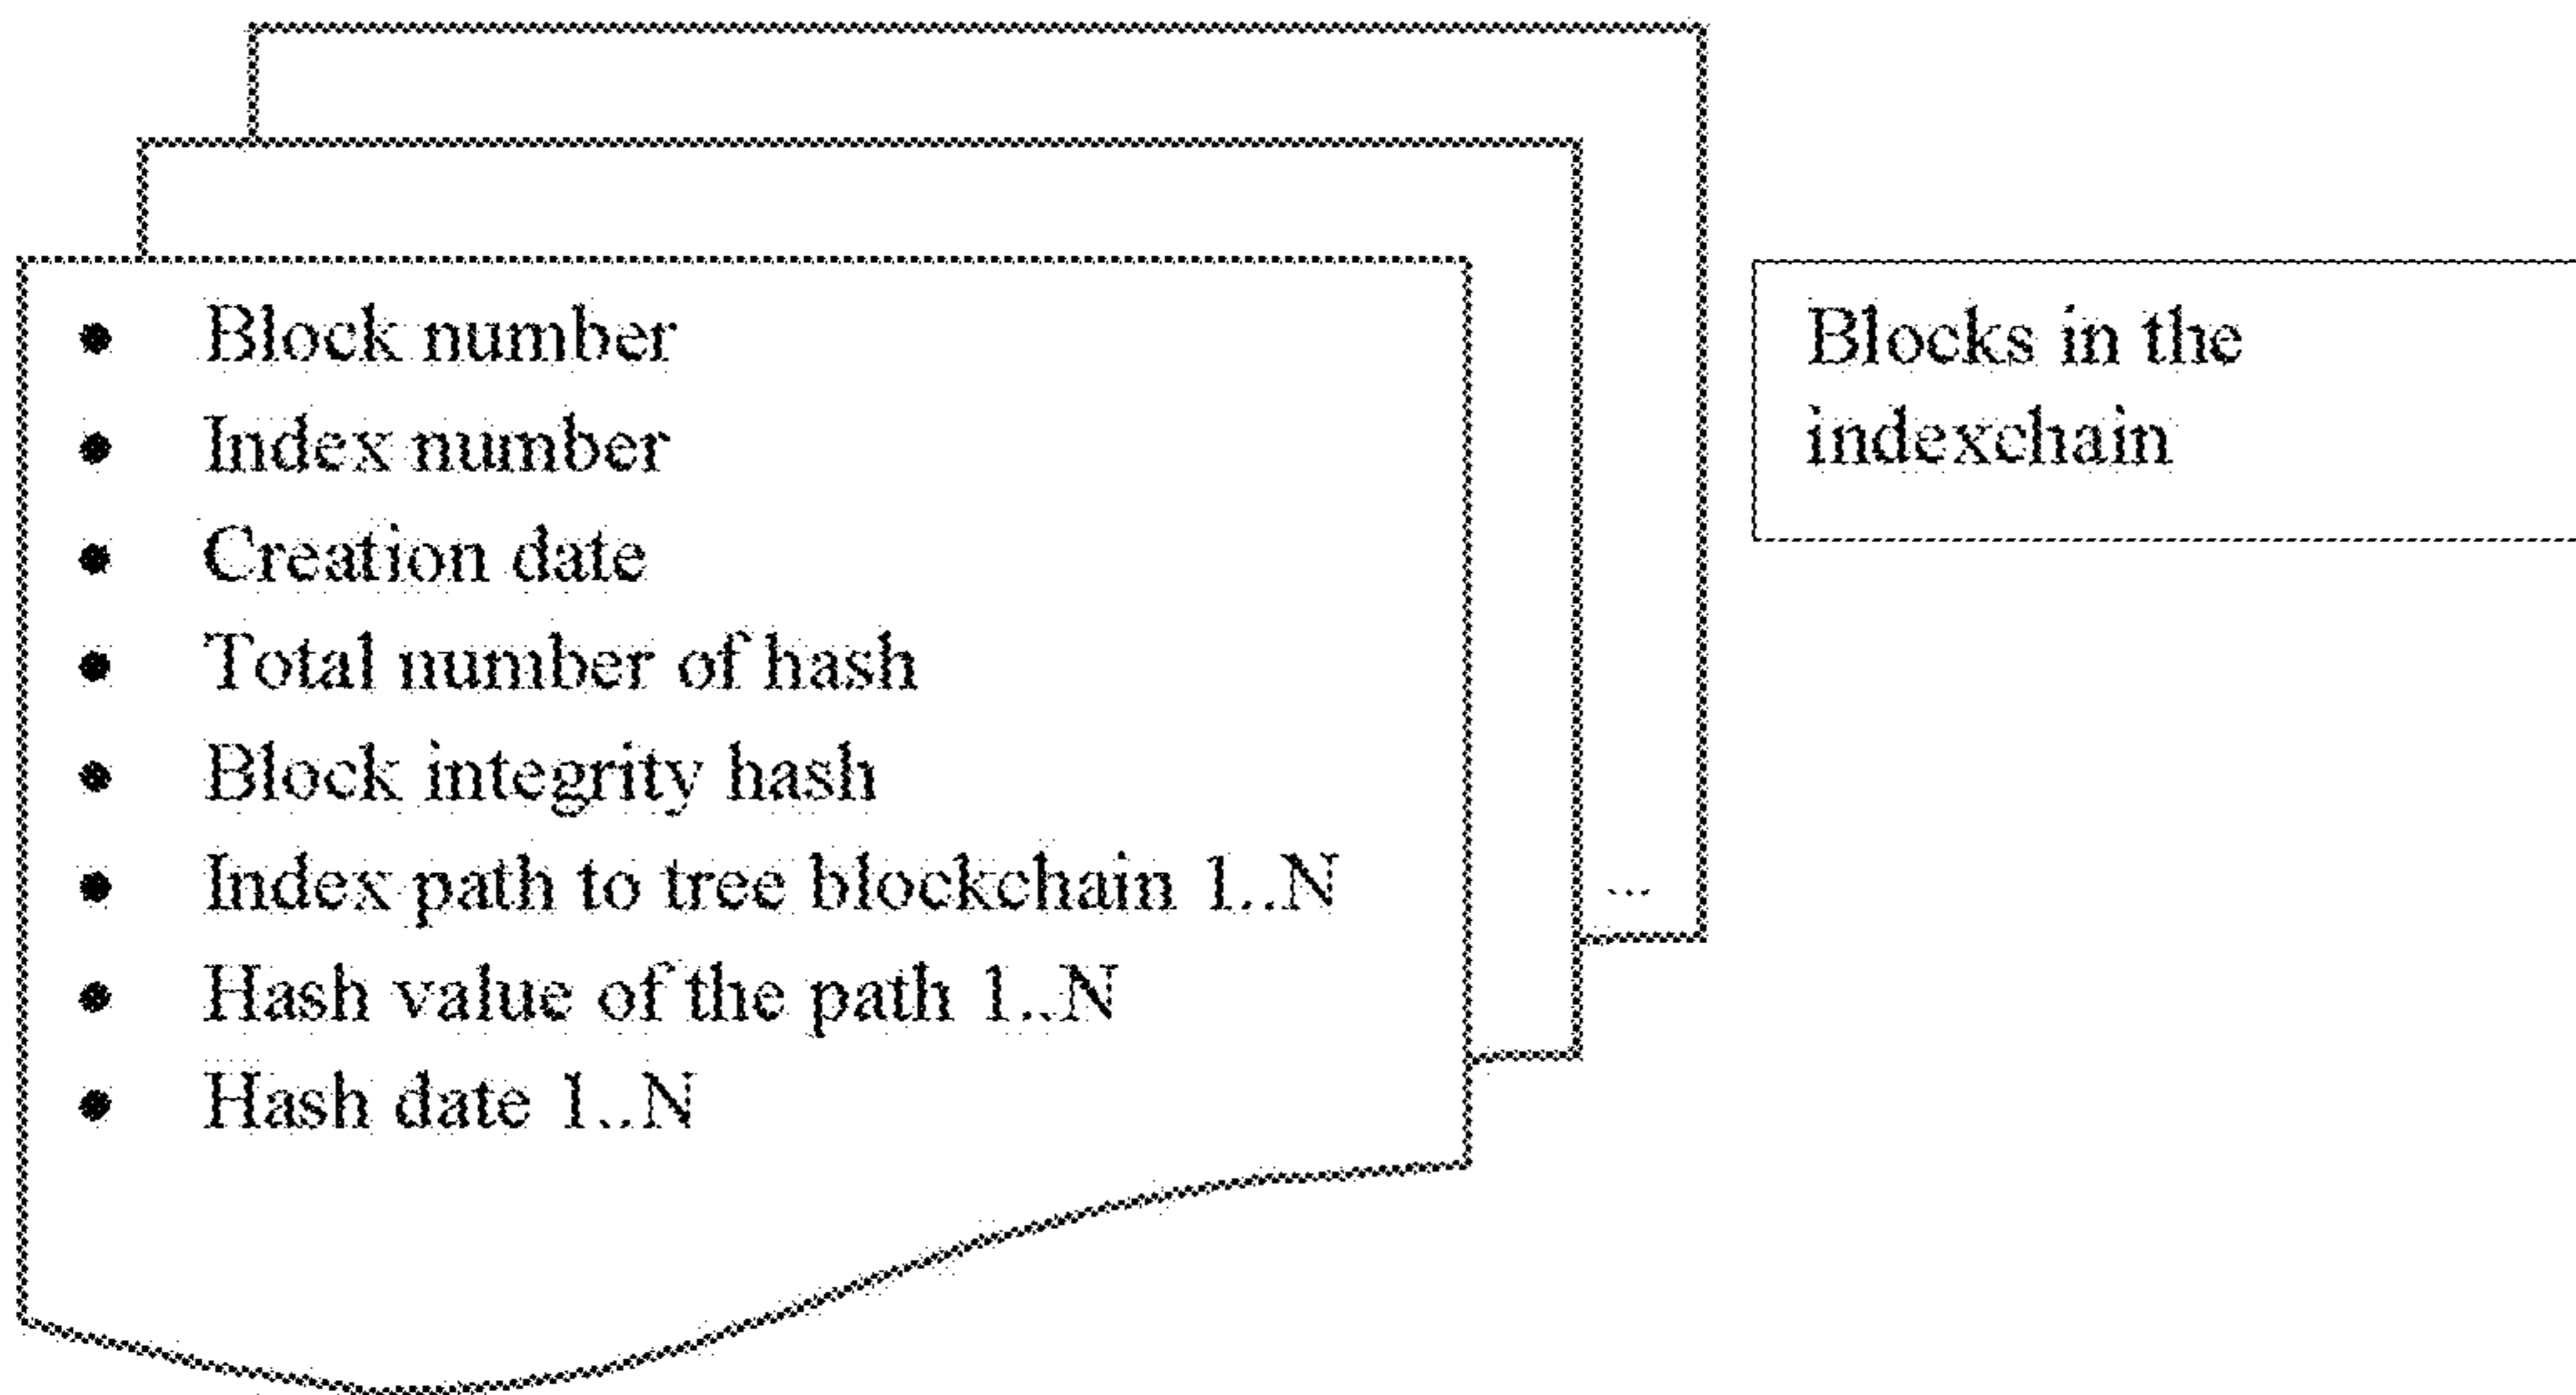 • Block number
• Index number
• Creation date
• Total number of hash
• Block integrity hash
• Index path to tree blockchain 1..N
• Hash value of the path 1..N
• Hash date 1..N
...
Blocks in the
indexchain